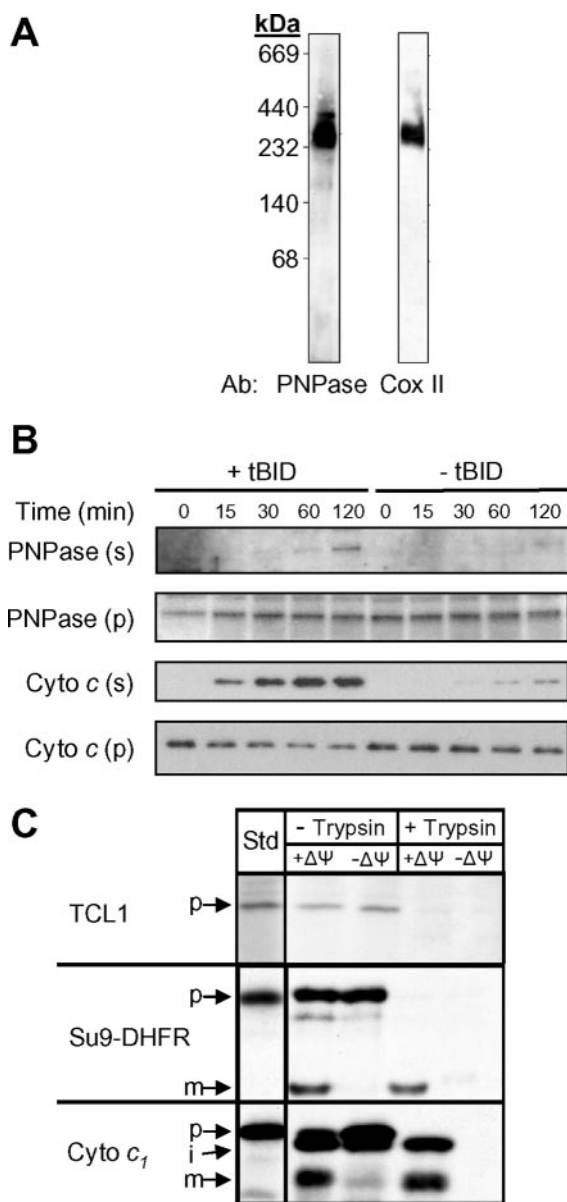 A
kDa
669
440
232
140
68
Ab: PNPase Cox II
B
+ tBID - tBID
Time (min) 0 15 30 60 120 0 15 30 60 120
PNPase (s)
PNPase (p)
Cyto c (s)
Cyto c (p)
C
Std - Trypsin + Trypsin
+ΔΨ -ΔΨ +ΔΨ -ΔΨ
TCL1 p
Su9-DHFR p
m
Cyto c₁ p
i
m